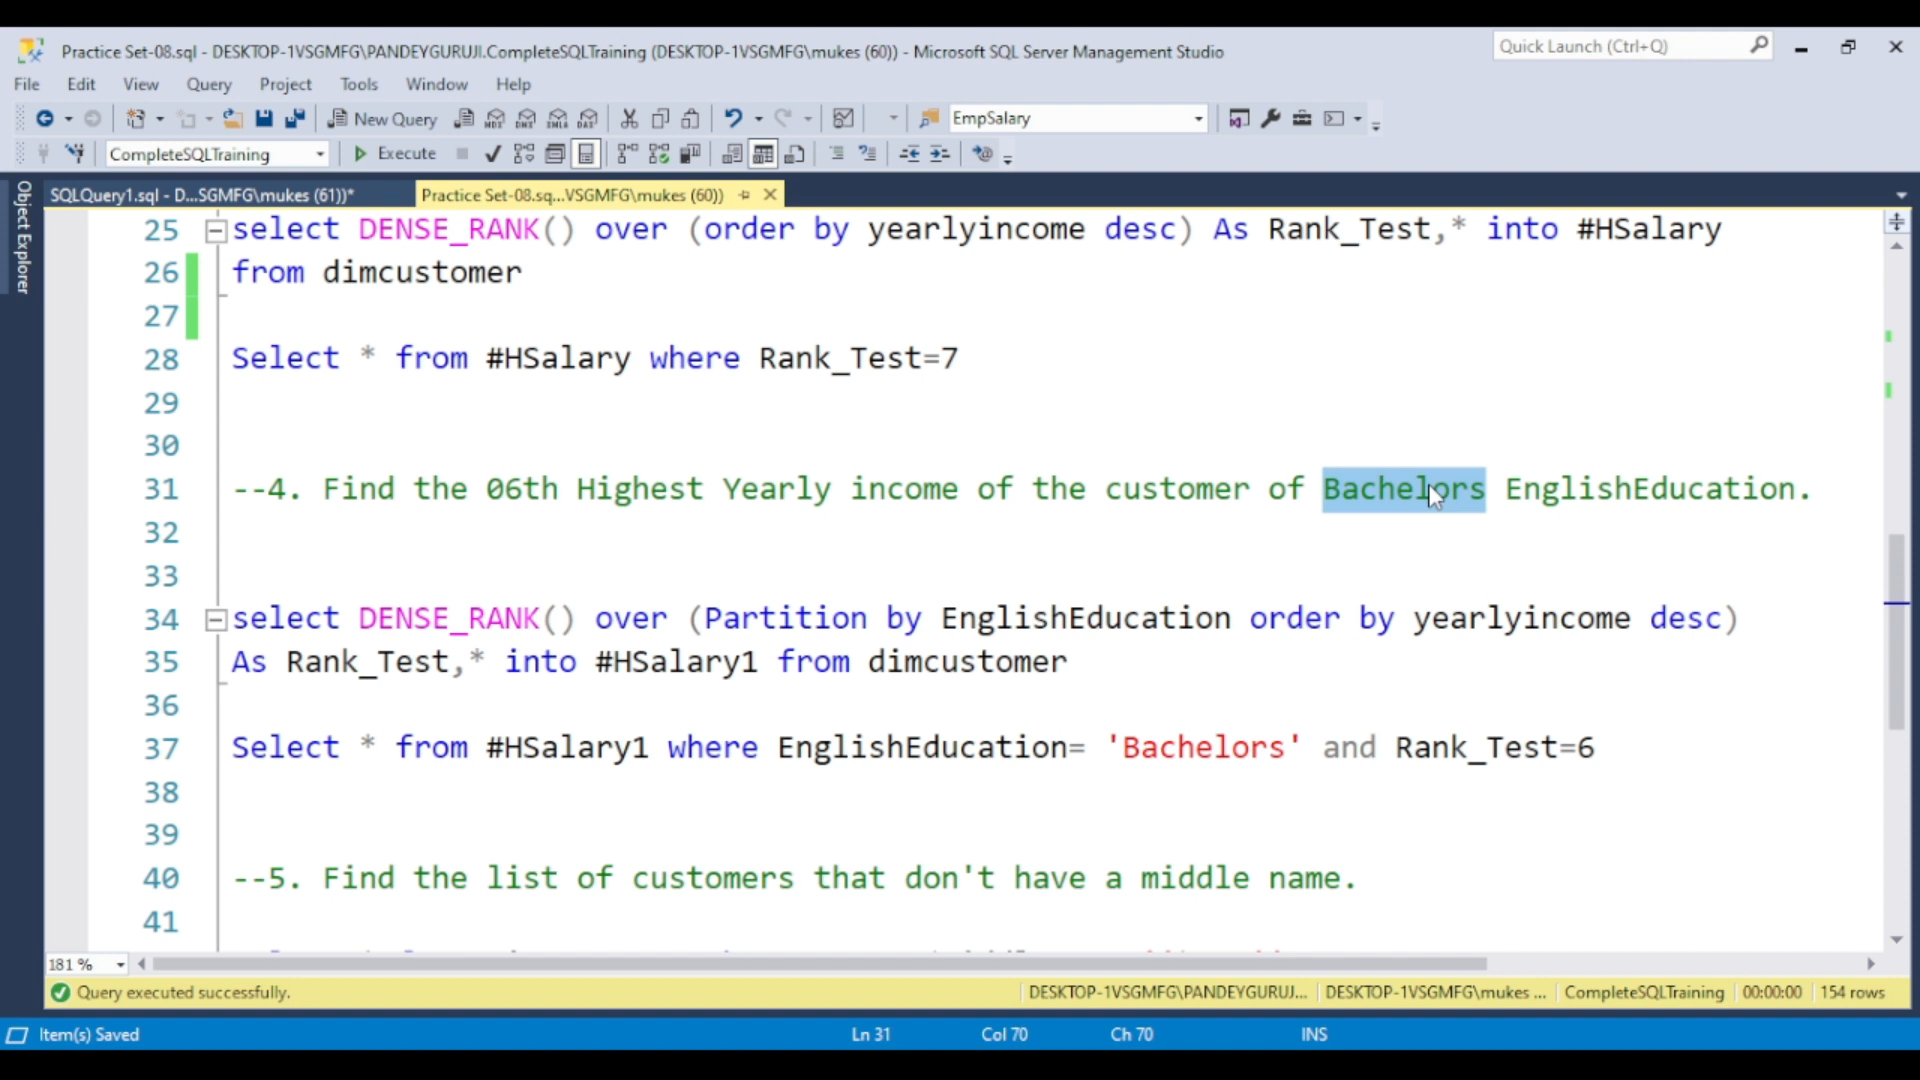 Practice Set-08.sql - DESKTOP-1VSGMFG\PANDEYGURUJI.CompleteSQLTraining (DESKTOP-1VSGMFG\mukes (60)) - Microsoft SQL Server Management Studio
Quick Launch (Ctrl+Q)
File Edit View Query Project Tools Window Help
New Query
EmpSalary
CompleteSQLTraining
Execute
Object Explorer
SQLQuery1.sql - D...SGMFG\mukes (61))*
Practice Set-08.sq...VSGMFG\mukes (60))
25 select DENSE_RANK() over (order by yearlyincome desc) As Rank_Test,* into #HSalary
26 from dimcustomer
27
28 Select * from #HSalary where Rank_Test=7
29
30
31 --4. Find the 06th Highest Yearly income of the customer of Bachelors EnglishEducation.
32
33
34 select DENSE_RANK() over (Partition by EnglishEducation order by yearlyincome desc)
35 As Rank_Test,* into #HSalary1 from dimcustomer
36
37 Select * from #HSalary1 where EnglishEducation= 'Bachelors' and Rank_Test=6
38
39
40 --5. Find the list of customers that don't have a middle name.
41
181 %
Query executed successfully.
DESKTOP-1VSGMFG\PANDEYGURUJ...
DESKTOP-1VSGMFG\mukes ...
CompleteSQLTraining
00:00:00
154 rows
Item(s) Saved
Ln 31
Col 70
Ch 70
INS